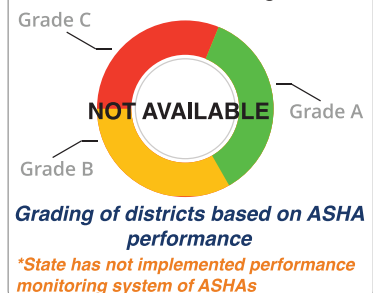 Grade C
NOT AVAILABLE
Grade A
Grade B
Grading of districts based on ASHA
performance
*State has not implemented performance
monitoring system of ASHAs